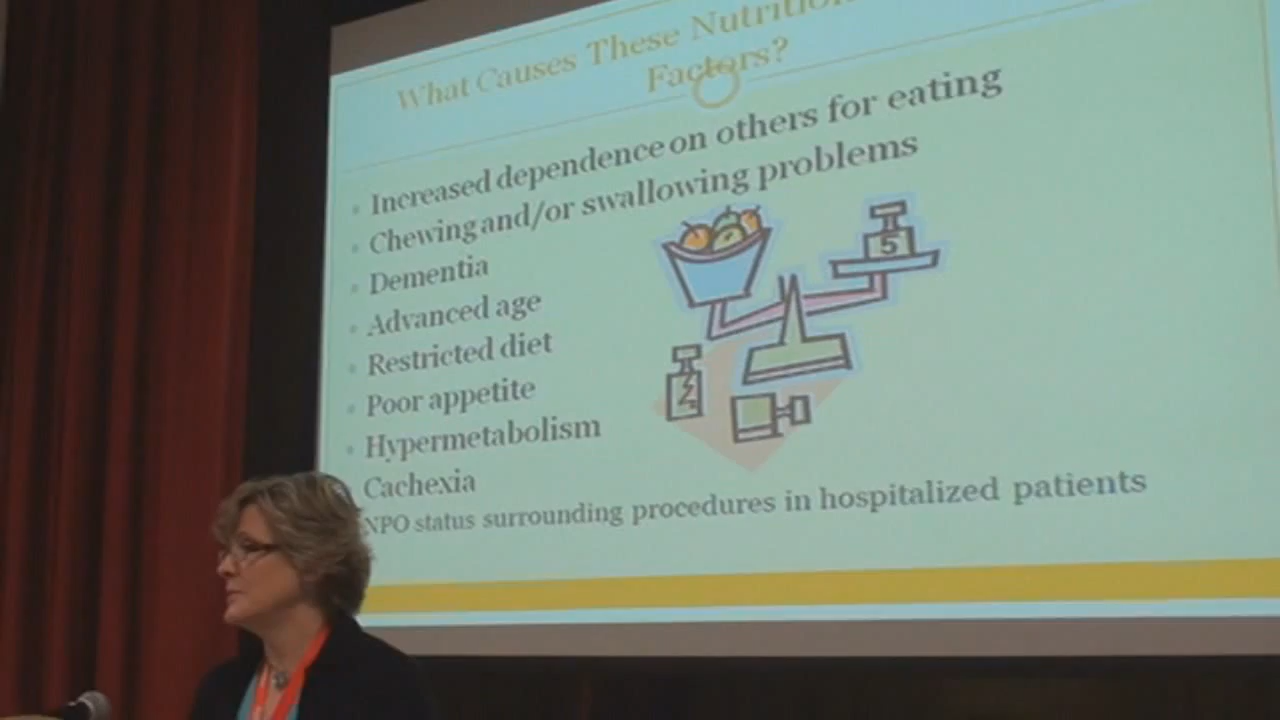 What Causes These Nutrition
Factors?
Increased dependence on others for eating
Chewing and/or swallowing problems
Dementia
Advanced age
Restricted diet
Poor appetite
Hypermetabolism
Cachexia
NPO status surrounding procedures in hospitalized patients
5